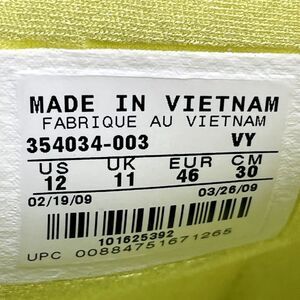 MADE IN VIETNAM
FABRIQUE AU VIETNAM
354034-003 VY
US UK EUR CM
12 11 46 30
02/19/09 03/26/09
101625392
UPC 00884751671265